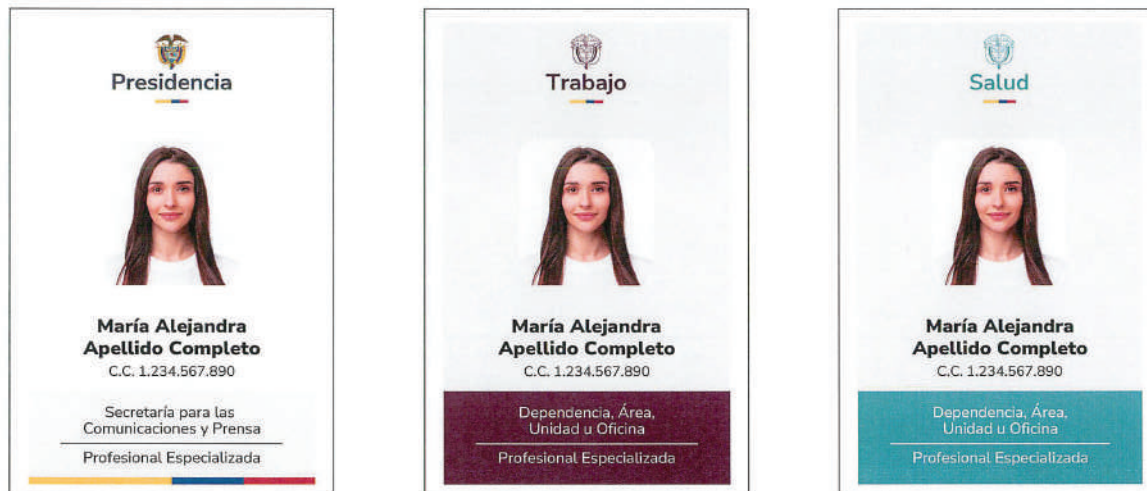 Presidencia
María Alejandra
Apellido Completo
C.C. 1.234.567.890
Secretaría para las
Comunicaciones y Prensa
Profesional Especializada
Trabajo
María Alejandra
Apellido Completo
C.C. 1.234.567.890
Dependencia, Área,
Unidad u Oficina
Profesional Especializada
Salud
María Alejandra
Apellido Completo
C.C. 1.234.567.890
Dependencia, Área,
Unidad u Oficina
Profesional Especializada